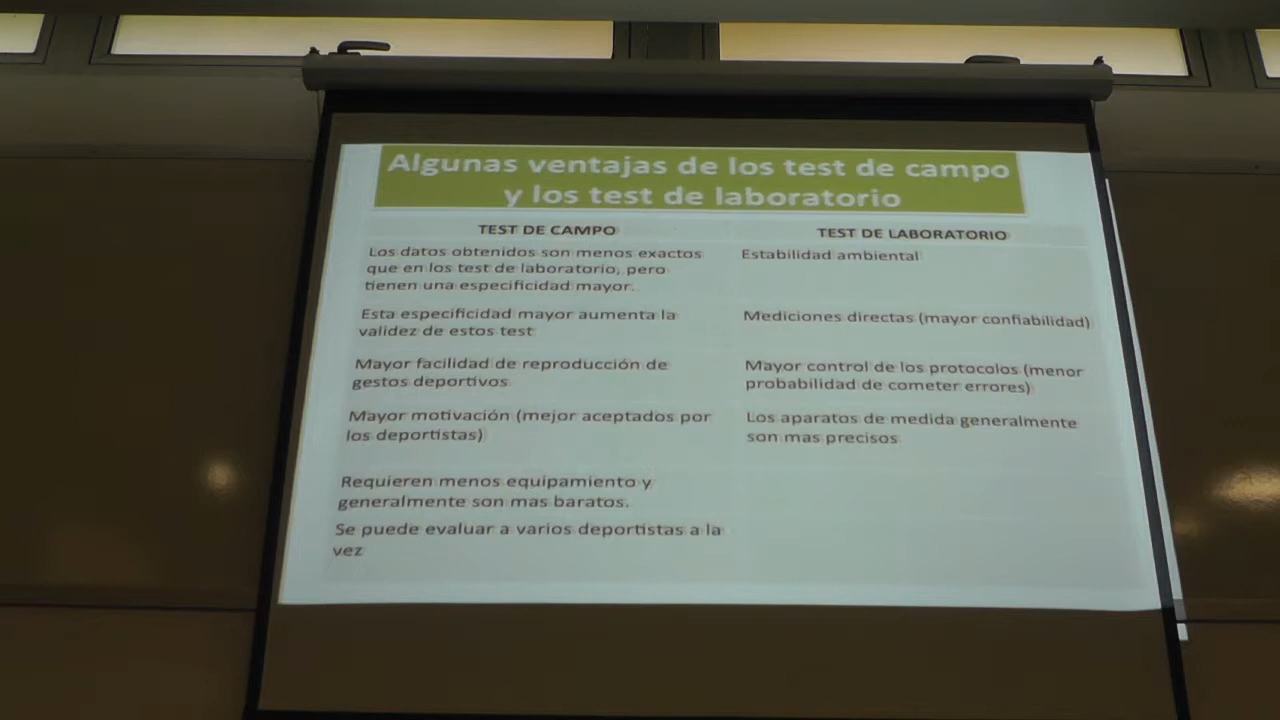 Algunas ventajas de los test de campo
y los test de laboratorio
TEST DE CAMPO
TEST DE LABORATORIO
Los datos obtenidos son menos exactos
que en los test de laboratorio, pero
tienen una especificidad mayor.
Estabilidad ambiental
Esta especificidad mayor aumenta la
validez de estos test
Mediciones directas (mayor confiabilidad)
Mayor facilidad de reproducción de
gestos deportivos
Mayor control de los protocolos (menor
probabilidad de cometer errores)
Mayor motivación (mejor aceptados por
los deportistas)
Los aparatos de medida generalmente
son mas precisos
Requieren menos equipamiento y
generalmente son mas baratos.
Se puede evaluar a varios deportistas a la
vez